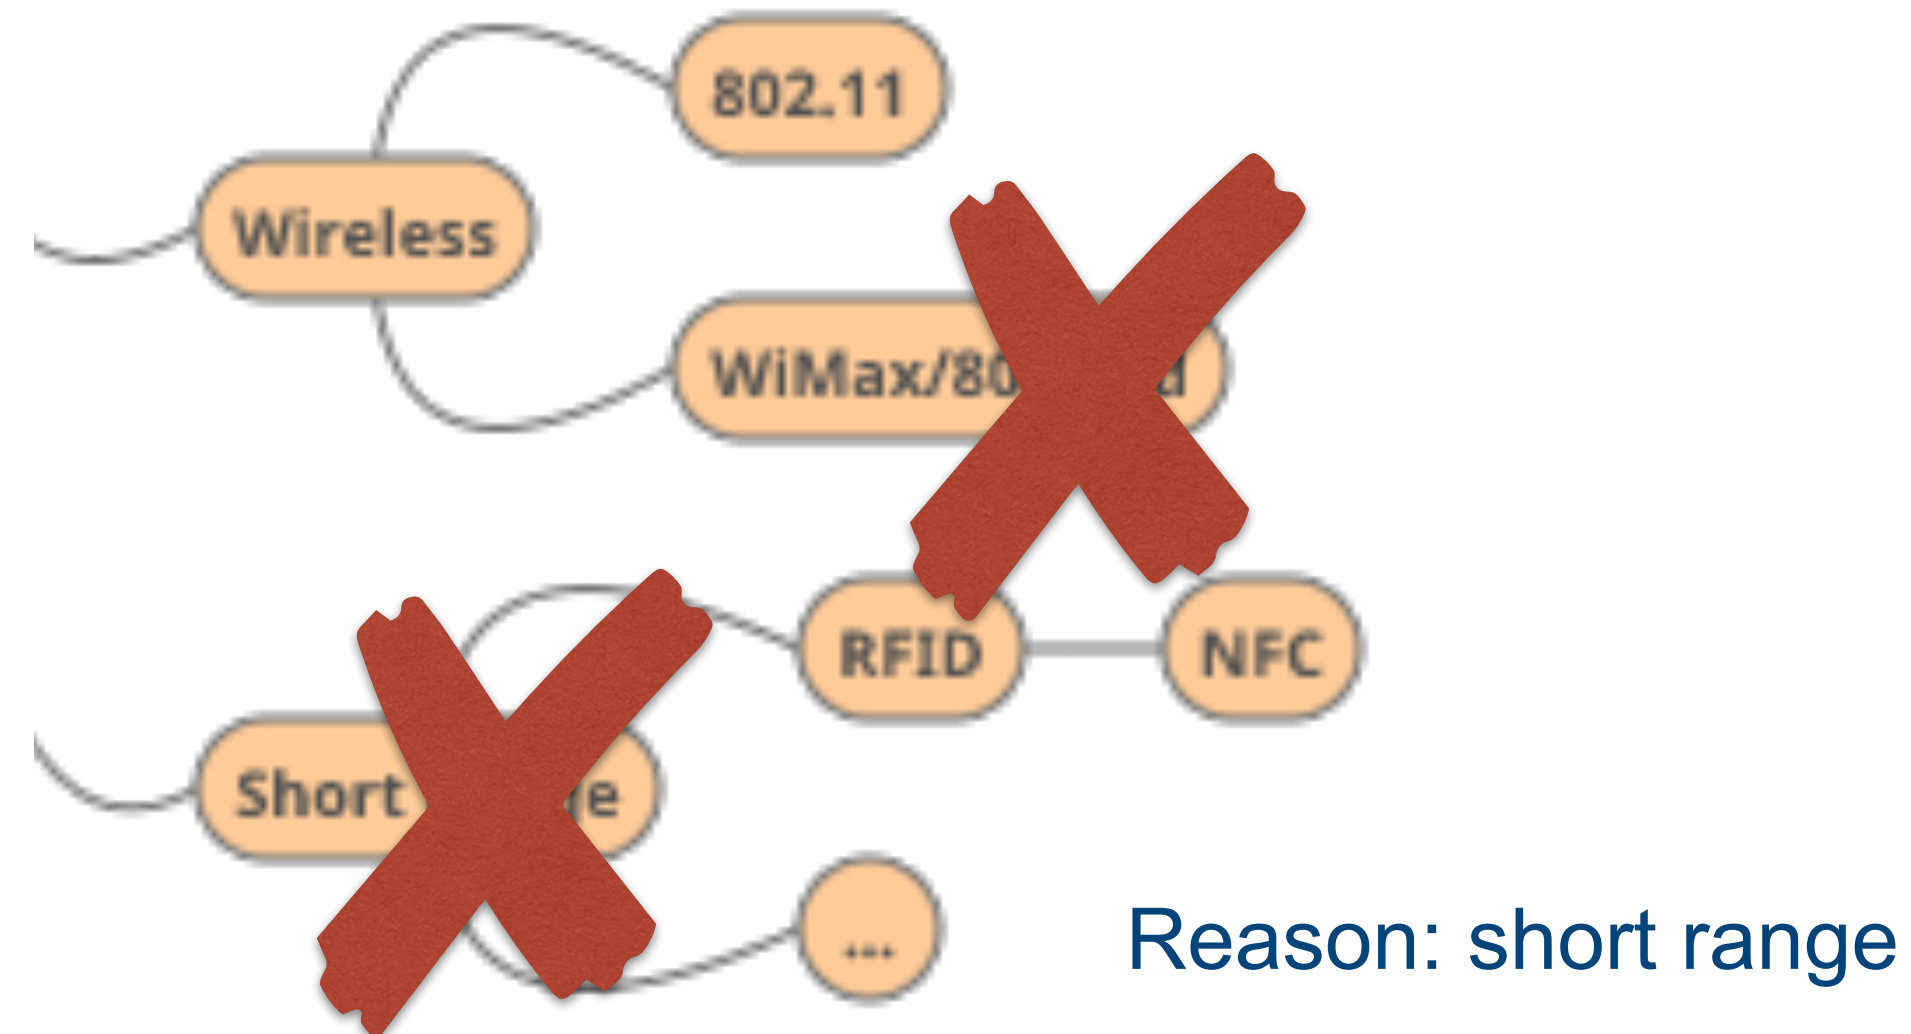 802.11
Wireless
WiMax/80
RFID
NFC
Short
...
Reason: short range